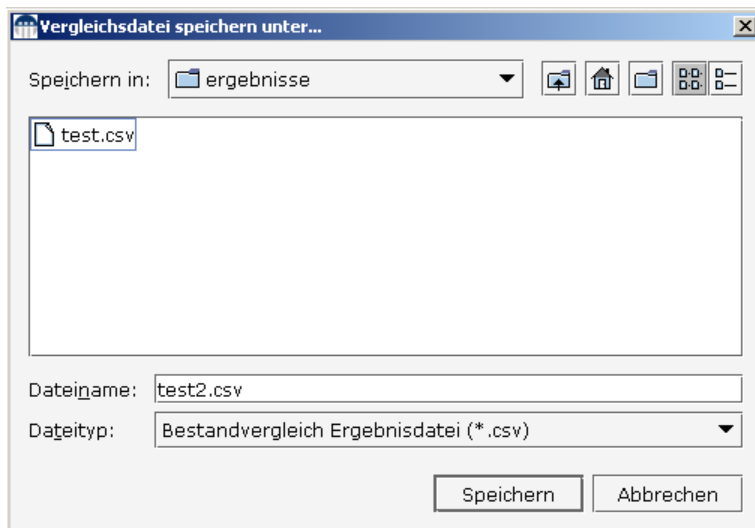 Vergleichsdatei speichern unter...
Speichern in: ergebnisse
test.csv
Dateiname: test2.csv
Dateityp: Bestandvergleich Ergebnisdatei (*.csv)
Speichern Abbrechen